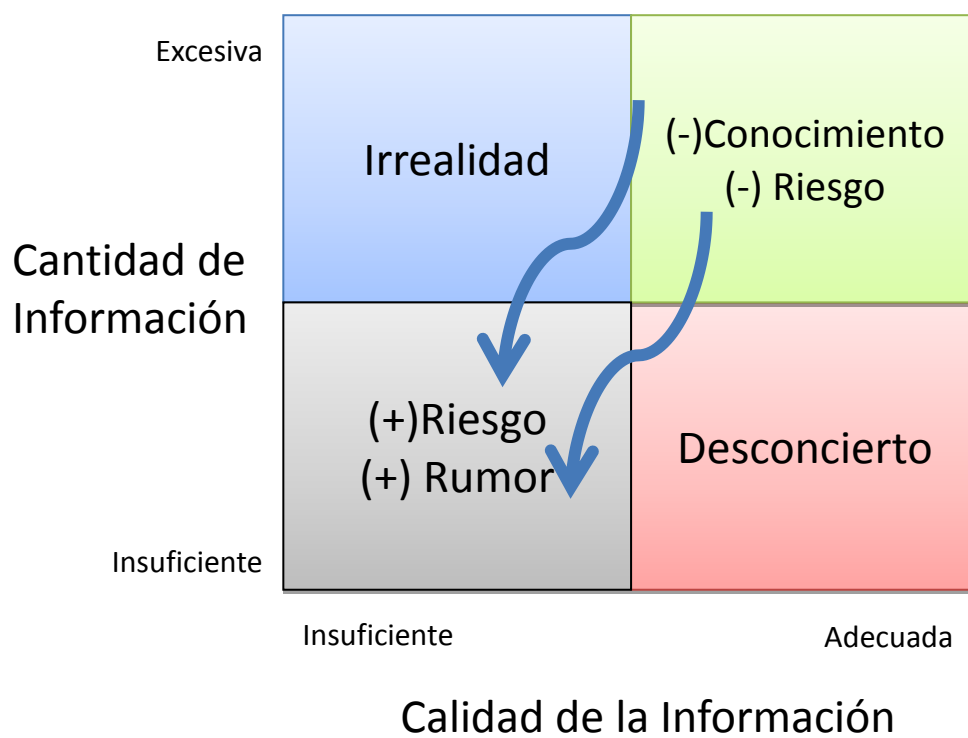 Excesiva
Irrealidad
(-)Conocimiento
(-) Riesgo
Cantidad de
Información
(+)Riesgo
(+) Rumor
Desconcierto
Insuficiente
Insuficiente
Adecuada
Calidad de la Información